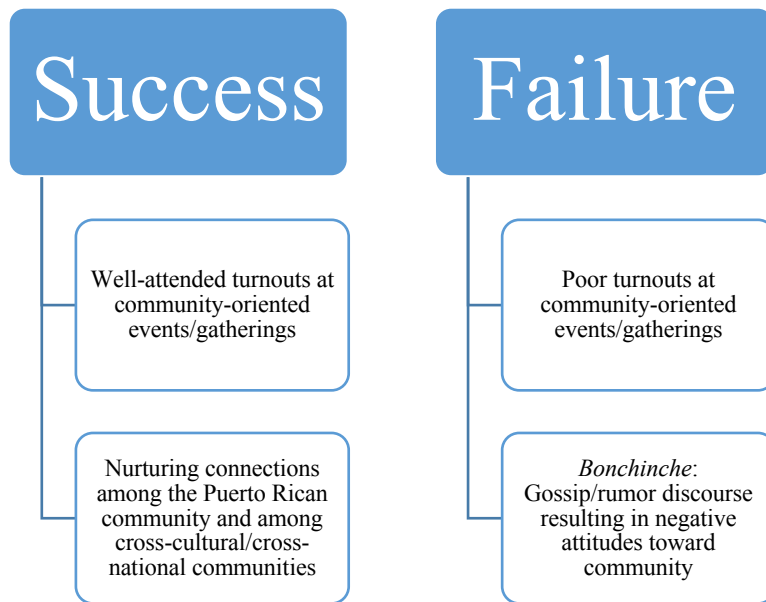 Success
Well-attended turnouts at
community-oriented
events/gatherings
Nurturing connections
among the Puerto Rican
community and among
cross-cultural/cross-
national communities
Failure
Poor turnouts at
community-oriented
events/gatherings
Bonchinche:
Gossip/rumor discourse
resulting in negative
attitudes toward
community